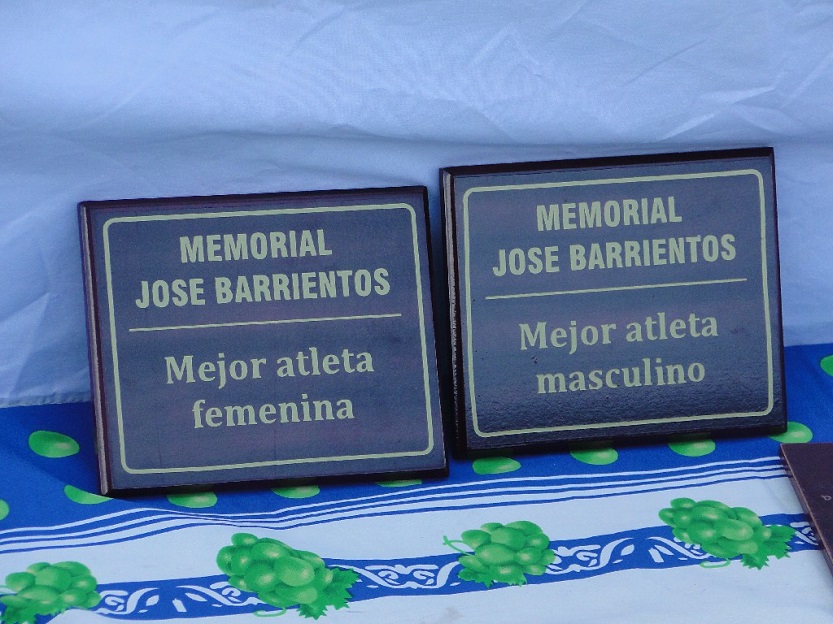 MEMORIAL
JOSE BARRIENTOS
Mejor atleta
femenina
MEMORIAL
JOSE BARRIENTOS
Mejor atleta
masculino